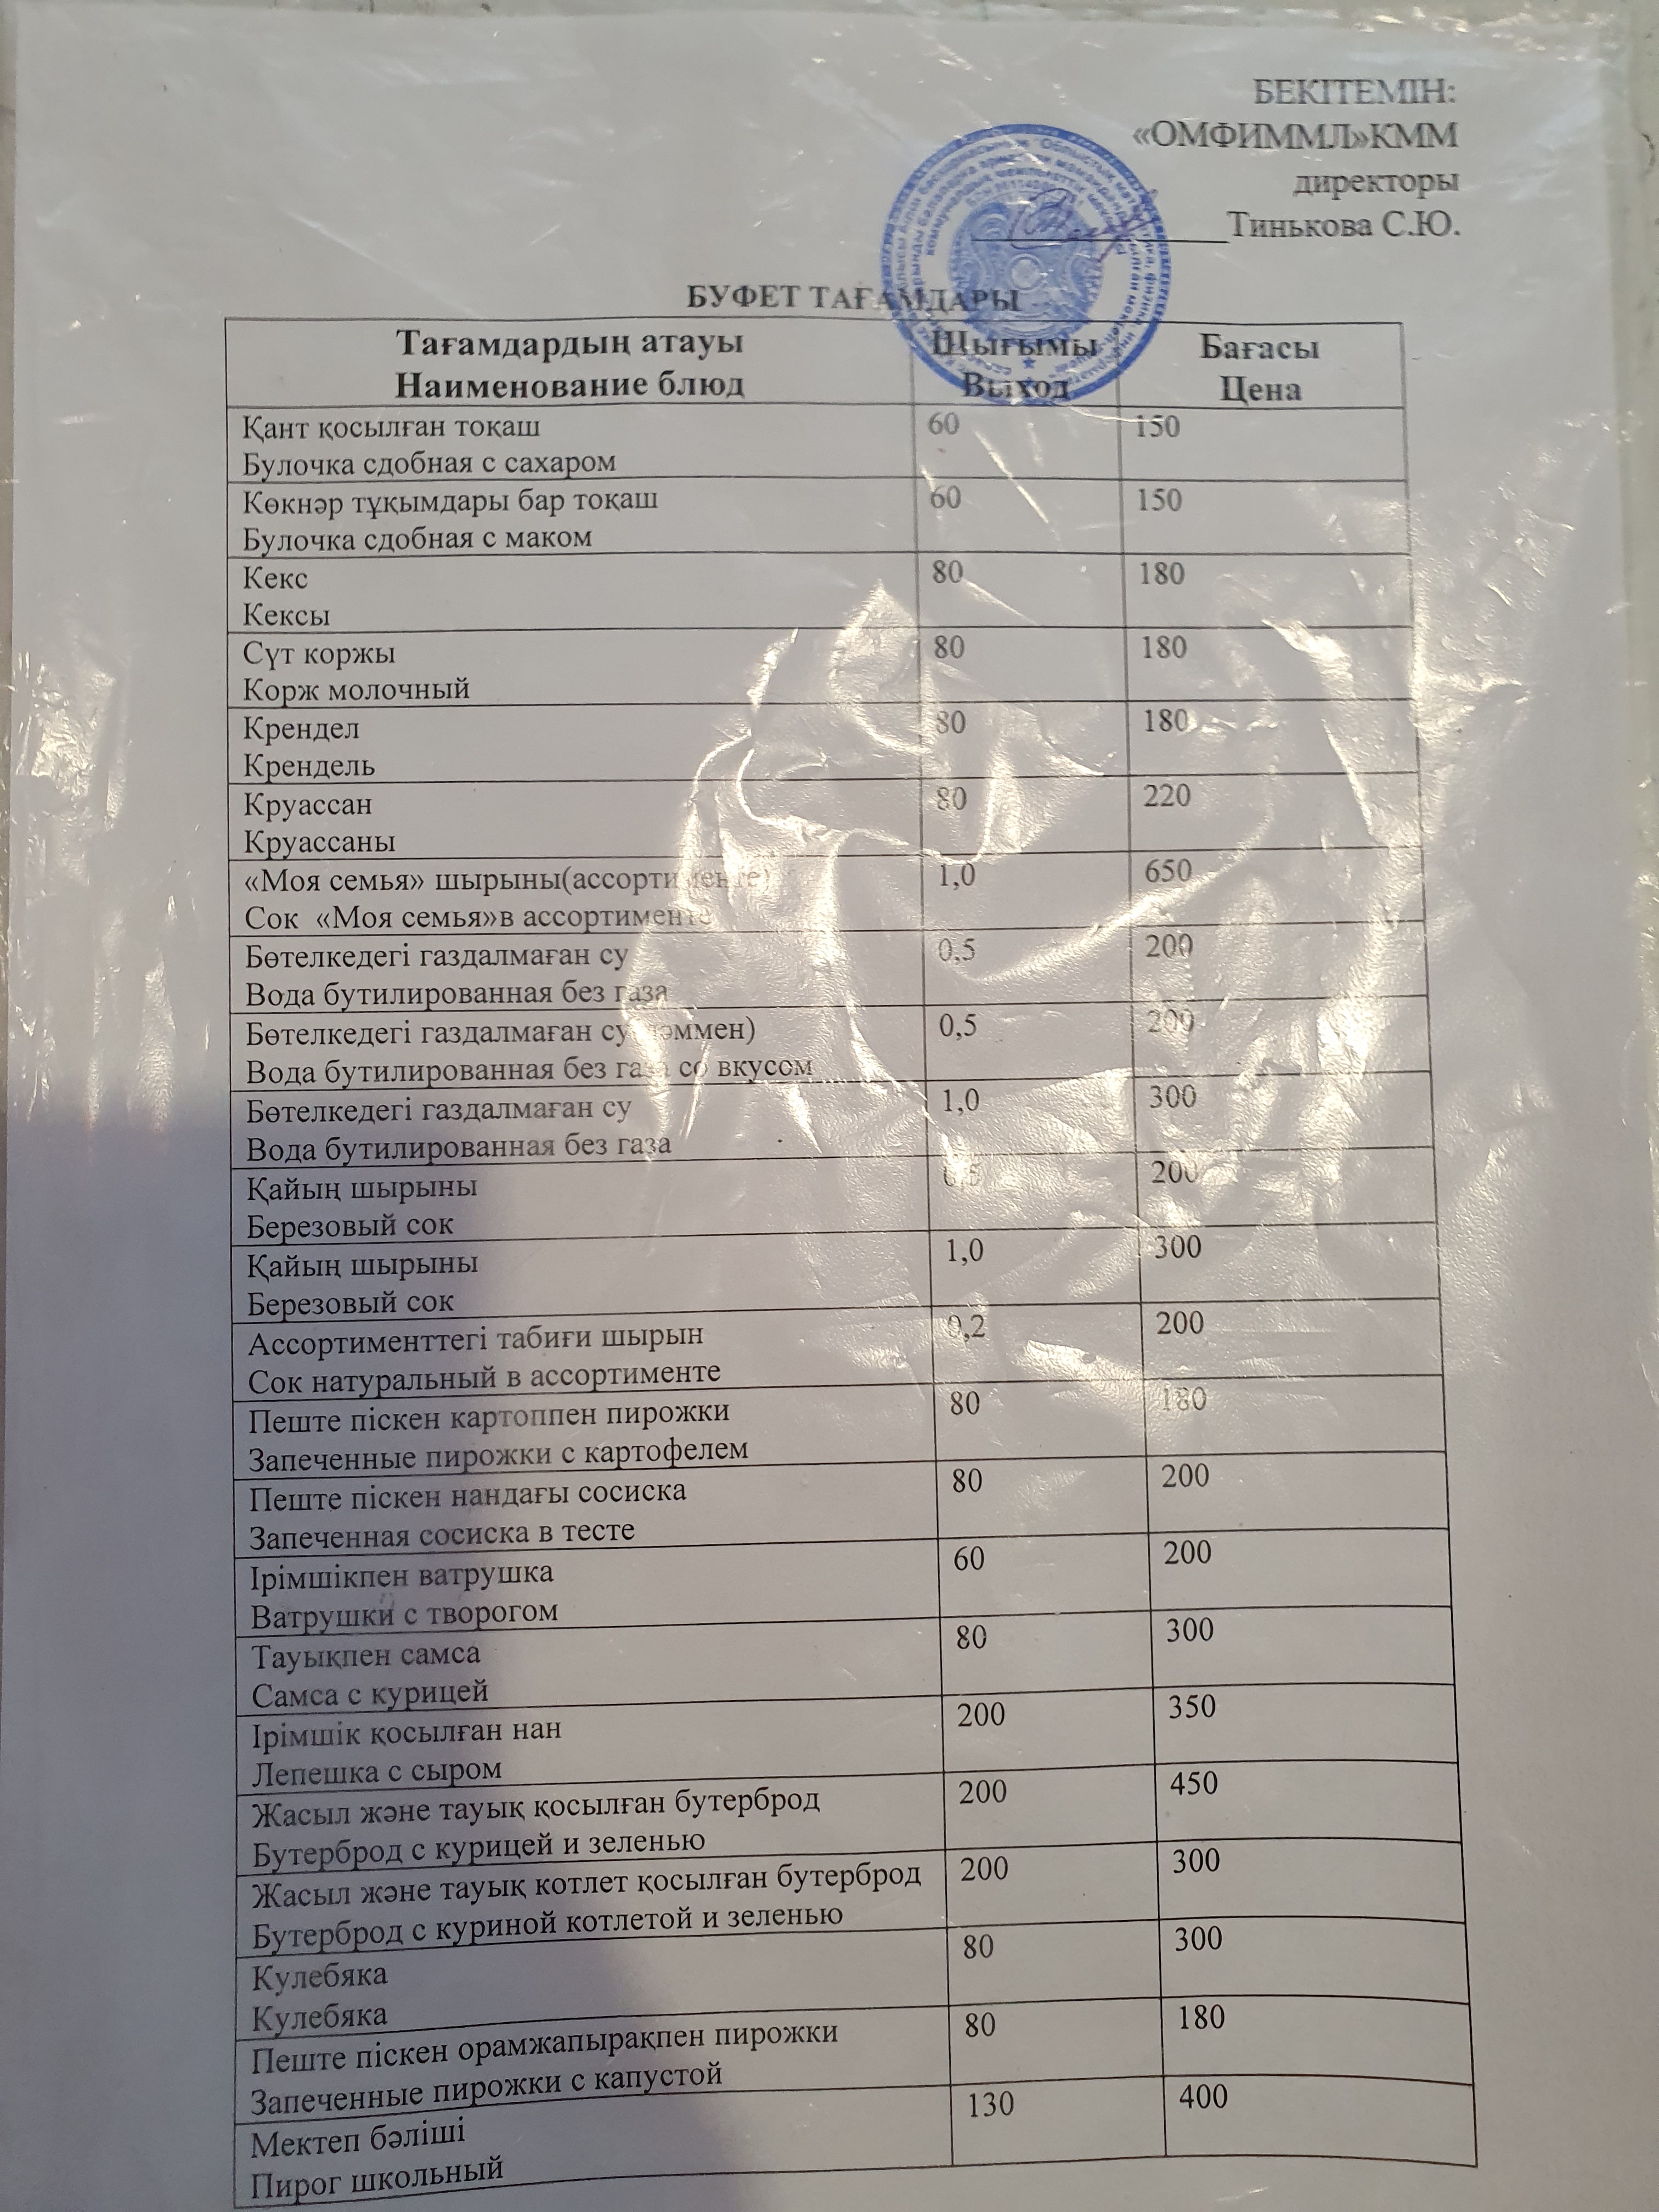 БЕКІТЕМІН:
«ОМФИММЛ»КММ
директоры
Тинькова С.Ю.
БУФЕТ ТАҒАМДАРЫ
Тағамдардың атауы Шығымы Бағасы
Наименование блюд Выход Цена
Қант қосылған тоқаш 60 150
Булочка сдобная с сахаром
Көкнәр тұқымдары бар тоқаш 60 150
Булочка сдобная с маком
Кекс 80 180
Кексы
Сүт коржы 80 180
Корж молочный
Крендел 80 180
Крендель
Круассан 80 220
Круассаны
«Моя семья» шырыны(ассортименте) 1,0 650
Сок «Моя семья»в ассортименте
Бөтелкедегі газдалмаған су 0,5 200
Вода бутилированная без газа
Бөтелкедегі газдалмаған су 0,5 200
Вода бутилированная без газа со вкусом
Бөтелкедегі газдалмаған су 1,0 300
Вода бутилированная без газа
Қайың шырыны 0,5 200
Березовый сок
Қайың шырыны 1,0 300
Березовый сок
Ассортименттегі табиғи шырын 0,2 200
Сок натуральный в ассортименте
Пеште піскен картоппен пирожки 80 180
Запеченные пирожки с картофелем
Пеште піскен нандағы сосиска 80 200
Запеченная сосиска в тесте
Ірімшікпен ватрушка 60 200
Ватрушки с творогом
Тауықпен самса 80 300
Самса с курицей
Ірімшік қосылған нан 200 350
Лепешка с сыром
Жасыл және тауық қосылған бутерброд 200 450
Бутерброд с курицей и зеленью
Жасыл және тауық котлет қосылған бутерброд 200 300
Бутерброд с куриной котлетой и зеленью
Кулебяка 80 300
Кулебяка
Пеште піскен орамжапырақпен пирожки 80 180
Запеченные пирожки с капустой
Мектеп бәліші 130 400
Пирог школьный